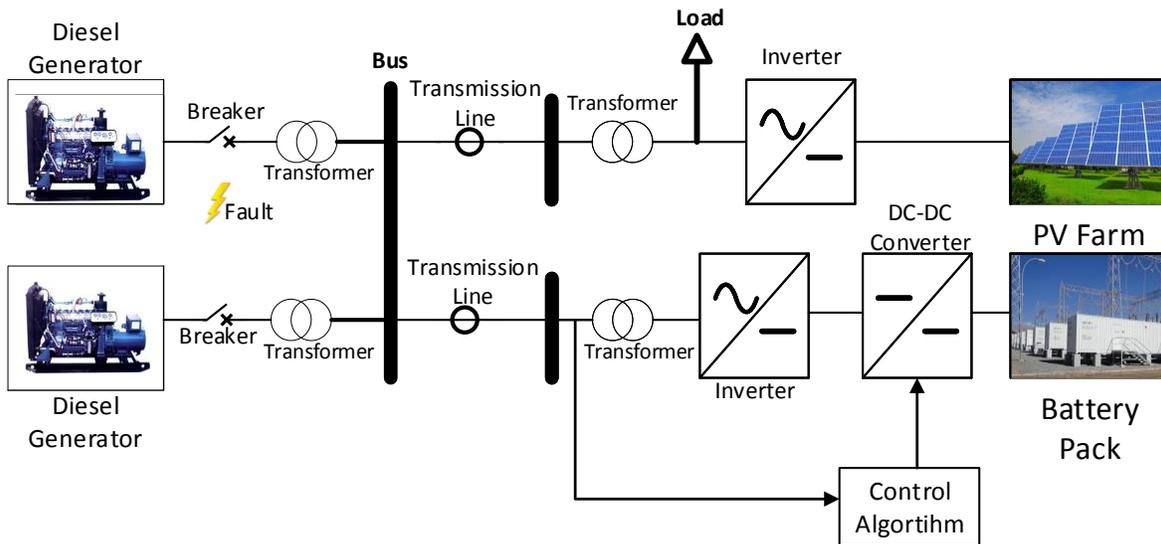 Diesel
Generator
Breaker
Transformer
Fault
Bus
Transmission
Line
Transformer
Load
Inverter
PV Farm
Diesel
Generator
Breaker
Transformer
Transmission
Line
Transformer
Inverter
DC-DC
Converter
Battery
Pack
Control
Algortihm